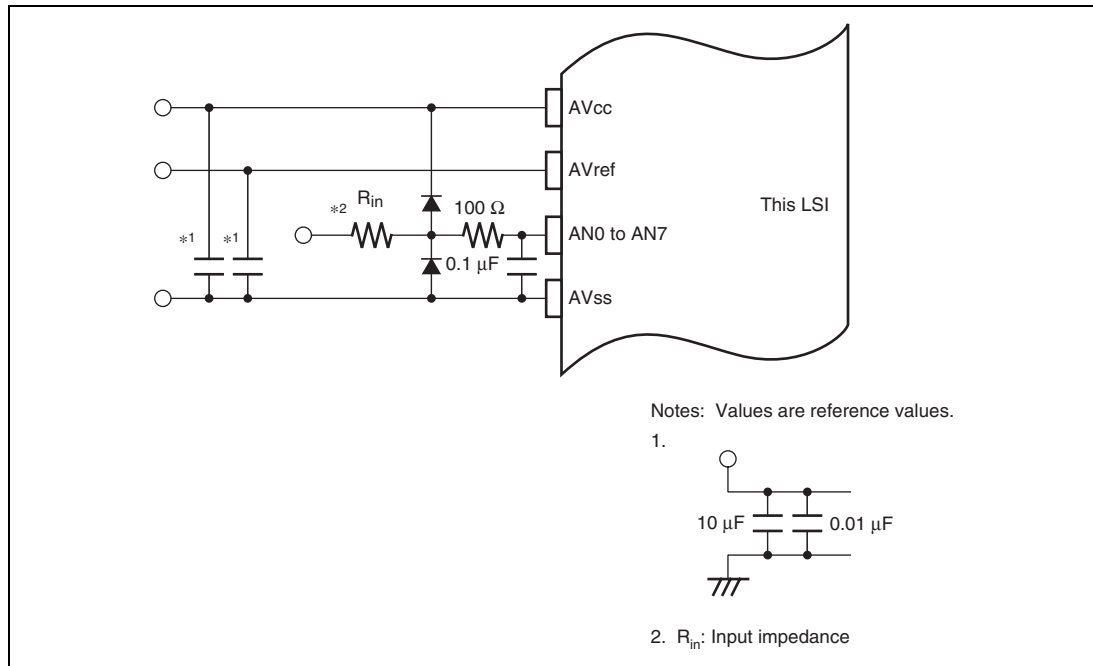 AVcc
AVref
*2 Rin
100 Ω
This LSI
*1 *1
AN0 to AN7
0.1 μF
AVss
Notes: Values are reference values.
1.
10 μF 0.01 μF
2. Rin: Input impedance